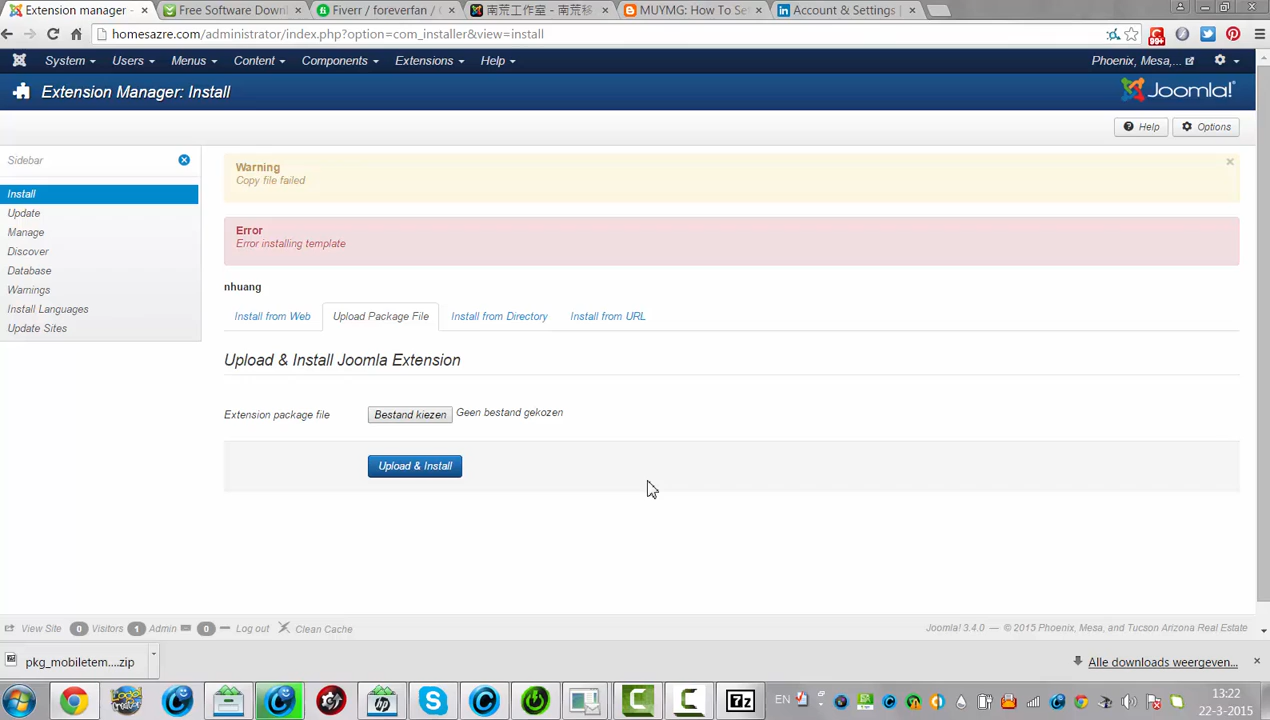 Extension manager -
Free Software Downl
Fiverr / foreverfan /
南荒工作室 - 南荒移
MUYMG: How To Se
Account & Settings |
homesazre.com/administrator/index.php?option=com_installer&view=install
99+
System Users Menus Content Components Extensions Help
Phoenix, Mesa,...
Extension Manager: Install
Joomla!
Help
Options
Sidebar
Install
Update
Manage
Discover
Database
Warnings
Install Languages
Update Sites
Warning
Copy file failed
×
Error
Error installing template
nhuang
Install from Web
Upload Package File
Install from Directory
Install from URL
Upload & Install Joomla Extension
Extension package file
Bestand kiezen
Geen bestand gekozen
Upload & Install
View Site
0 Visitors
1 Admin
0
Log out
Clean Cache
Joomla! 3.4.0 — © 2015 Phoenix, Mesa, and Tucson Arizona Real Estate
pkg_mobiletem....zip
Alle downloads weergeven...
EN
13:22
22-3-2015